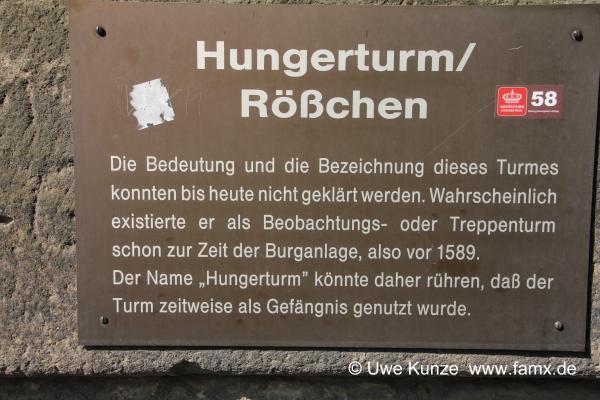 Hungerturm/
Rößchen
58
Die Bedeutung und die Bezeichnung dieses Turmes
konnten bis heute nicht geklärt werden. Wahrscheinlich
existierte er als Beobachtungs- oder Treppenturm
schon zur Zeit der Burganlage, also vor 1589.
Der Name „Hungerturm” könnte daher rühren, daß der
Turm zeitweise als Gefängnis genutzt wurde.
© Uwe Kunze www.famx.de